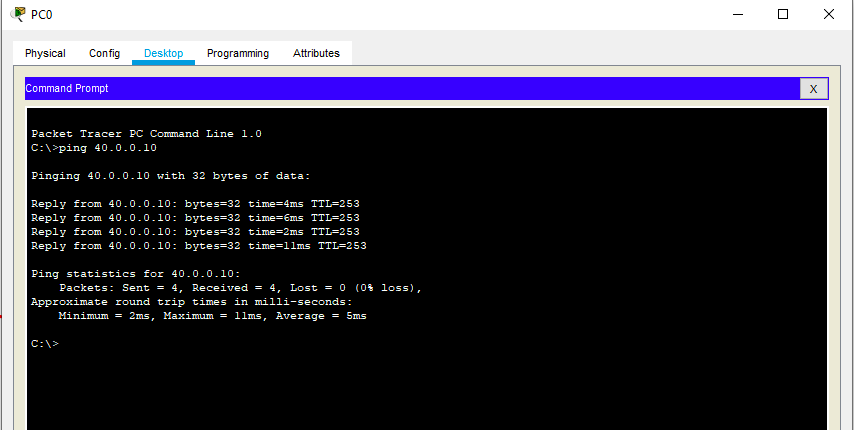 PC0
Physical Config Desktop Programming Attributes
Command Prompt
X
Packet Tracer PC Command Line 1.0
C:\>ping 40.0.0.10
Pinging 40.0.0.10 with 32 bytes of data:
Reply from 40.0.0.10: bytes=32 time=4ms TTL=253
Reply from 40.0.0.10: bytes=32 time=6ms TTL=253
Reply from 40.0.0.10: bytes=32 time=2ms TTL=253
Reply from 40.0.0.10: bytes=32 time=11ms TTL=253
Ping statistics for 40.0.0.10:
Packets: Sent = 4, Received = 4, Lost = 0 (0% loss),
Approximate round trip times in milli-seconds:
Minimum = 2ms, Maximum = 11ms, Average = 5ms
C:\>